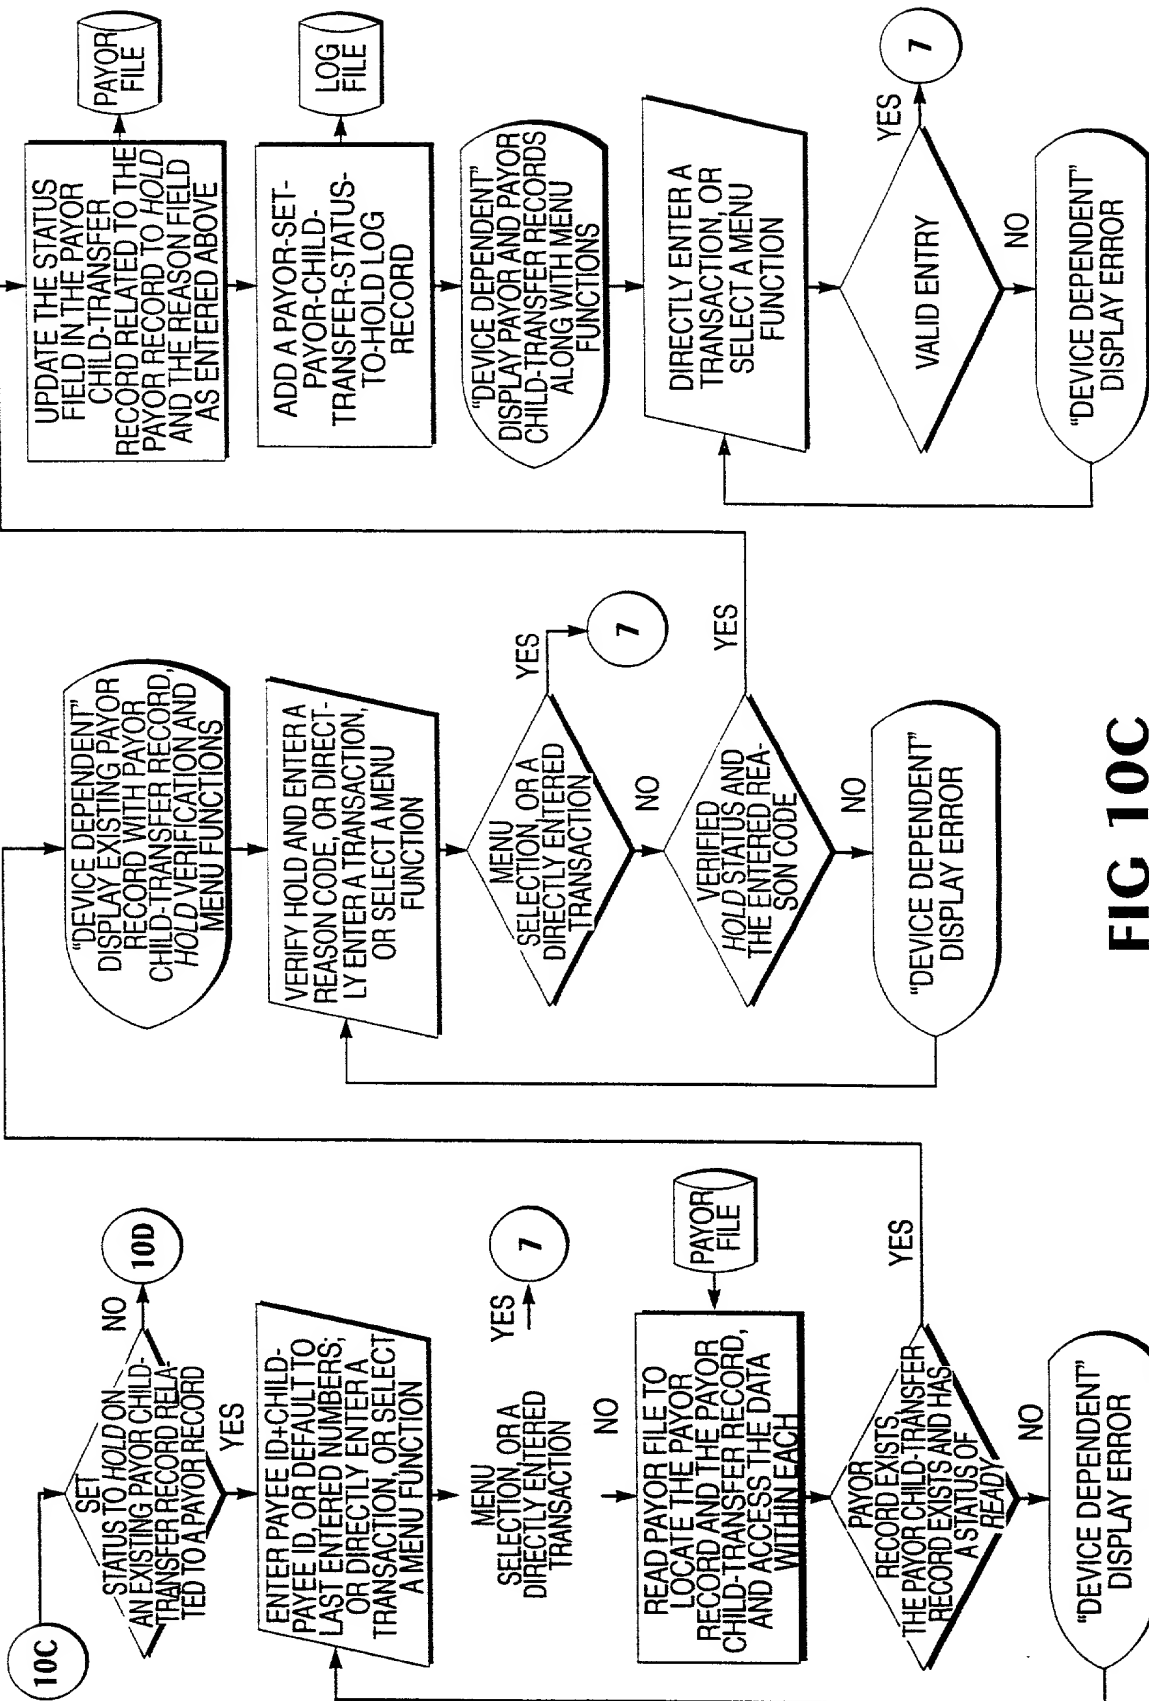 10C
SET
STATUS TO HOLD ON
AN EXISTING PAYOR CHILD-
TRANSFER RECORD RELA-
TED TO A PAYOR RECORD
NO
10D
YES
ENTER PAYEE ID+CHILD-
PAYEE ID, OR DEFAULT TO
LAST ENTERED NUMBERS;
OR DIRECTLY ENTER A
TRANSACTION, OR SELECT
A MENU FUNCTION
MENU
SELECTION, OR A
DIRECTLY ENTERED
TRANSACTION
YES
7
NO
READ PAYOR FILE TO
LOCATE THE PAYOR
RECORD AND THE PAYOR
CHILD-TRANSFER RECORD,
AND ACCESS THE DATA
WITHIN EACH
PAYOR
FILE
PAYOR
RECORD EXISTS,
THE PAYOR CHILD-TRANSFER
RECORD EXISTS AND HAS
A STATUS OF
READY
YES
NO
"DEVICE DEPENDENT"
DISPLAY ERROR
"DEVICE DEPENDENT"
DISPLAY EXISTING PAYOR
RECORD WITH PAYOR
CHILD-TRANSFER RECORD,
HOLD VERIFICATION AND
MENU FUNCTIONS
VERIFY HOLD AND ENTER A
REASON CODE, OR DIRECT-
LY ENTER A TRANSACTION,
OR SELECT A MENU
FUNCTION
MENU
SELECTION, OR A
DIRECTLY ENTERED
TRANSACTION
YES
7
NO
VERIFIED
HOLD STATUS AND
THE ENTERED REA-
SON CODE
YES
NO
"DEVICE DEPENDENT"
DISPLAY ERROR
UPDATE THE STATUS
FIELD IN THE PAYOR
CHILD-TRANSFER
RECORD RELATED TO THE
PAYOR RECORD TO HOLD
AND THE REASON FIELD
AS ENTERED ABOVE
PAYOR
FILE
ADD A PAYOR-SET-
PAYOR-CHILD-
TRANSFER-STATUS-
TO-HOLD LOG
RECORD
LOG
FILE
"DEVICE DEPENDENT"
DISPLAY PAYOR AND PAYOR
CHILD-TRANSFER RECORDS
ALONG WITH MENU
FUNCTIONS
DIRECTLY ENTER A
TRANSACTION, OR
SELECT A MENU
FUNCTION
VALID ENTRY
YES
7
NO
"DEVICE DEPENDENT"
DISPLAY ERROR
FIG 10C